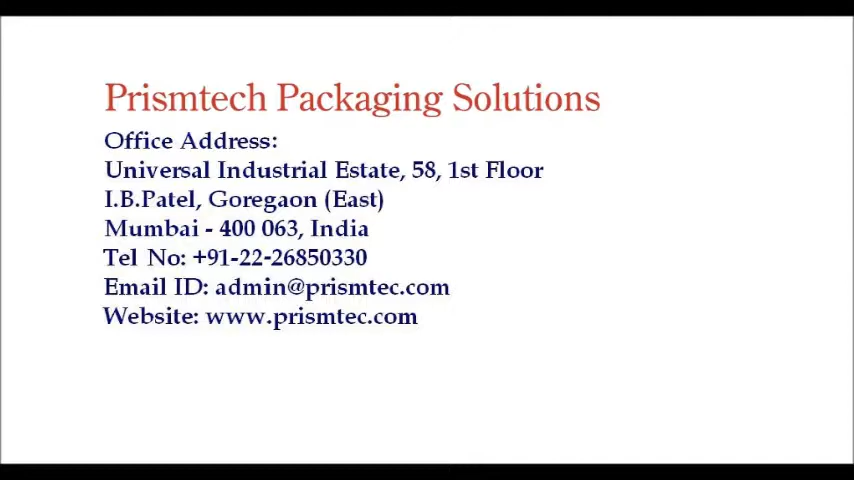 Prismtech Packaging Solutions
Office Address:
Universal Industrial Estate, 58, 1st Floor
I.B.Patel, Goregaon (East)
Mumbai - 400 063, India
Tel No: +91-22-26850330
Email ID: admin@prismtec.com
Website: www.prismtec.com